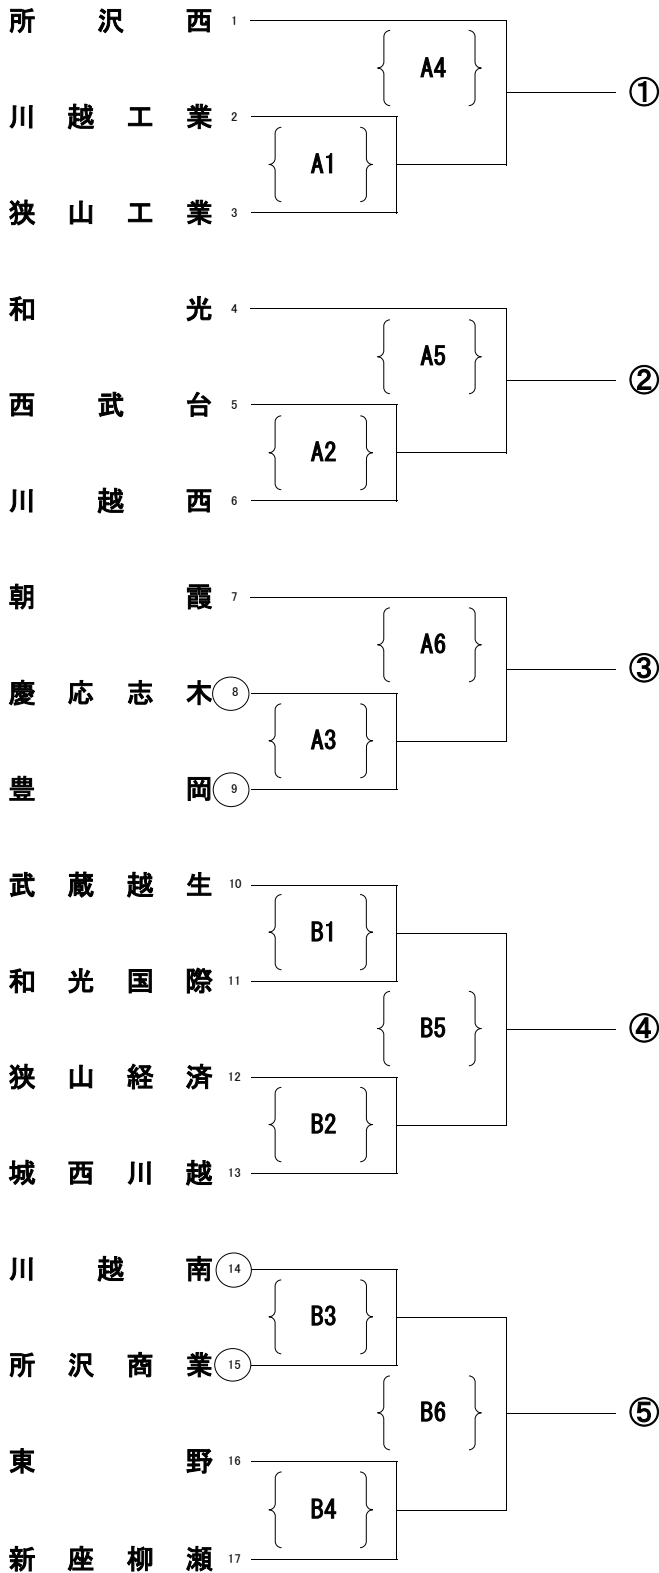 所沢西 1
A4
①
川越工業 2
A1
狭山工業 3
和光 4
A5
②
西武台 5
A2
川越西 6
朝霞 7
A6
③
慶応志木 8
A3
豊岡 9
武蔵越生 10
B1
和光国際 11
B5
④
狭山経済 12
B2
城西川越 13
川越南 14
B3
所沢商業 15
B6
⑤
東野 16
B4
新座柳瀬 17